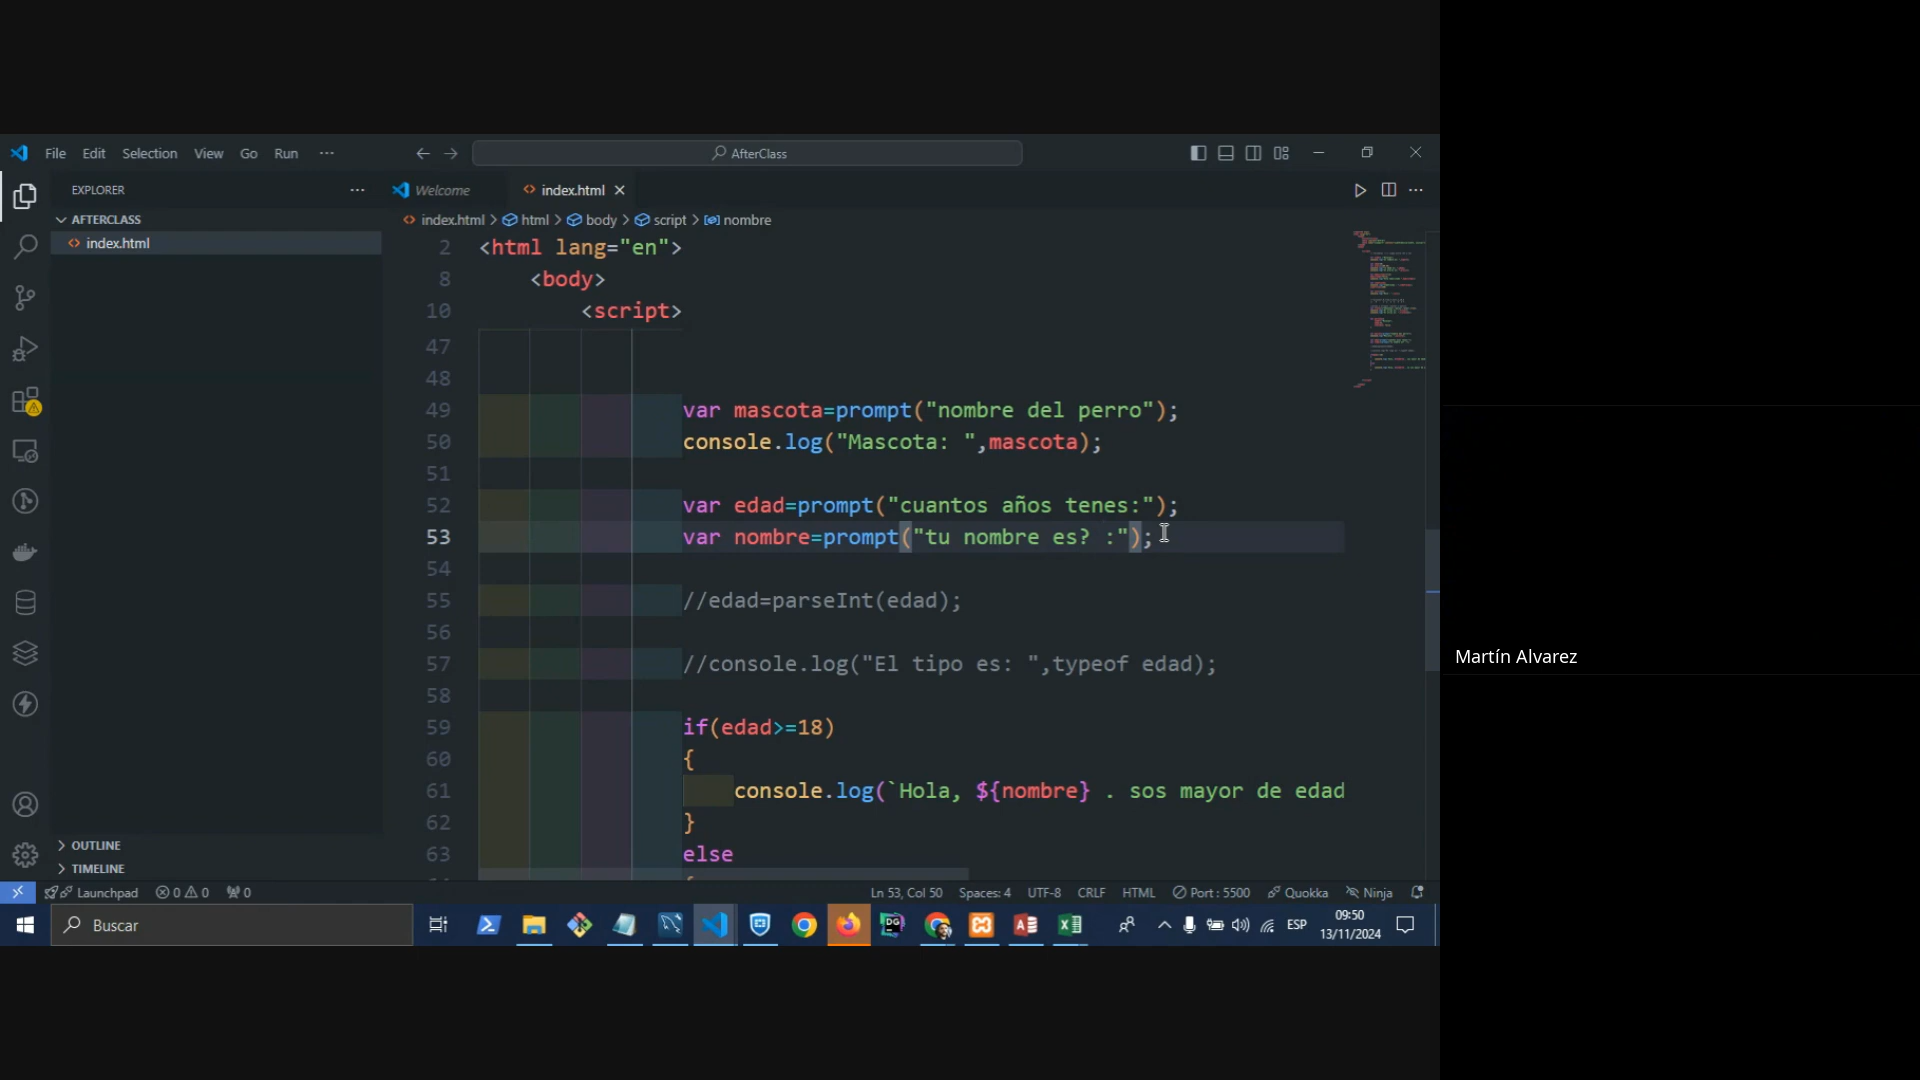 File Edit Selection View Go Run ··· AfterClass
EXPLORER ···
AFTERCLASS
index.html
OUTLINE
TIMELINE
Welcome index.html
index.html > html > body > script > nombre
2 <html lang="en">
8 <body>
10 <script>
47
48
49 var mascota=prompt("nombre del perro");
50 console.log("Mascota: ",mascota);
51
52 var edad=prompt("cuantos años tenes:");
53 var nombre=prompt("tu nombre es? :");
54
55 //edad=parseInt(edad);
56
57 //console.log("El tipo es: ",typeof edad);
58
59 if(edad>=18)
60 {
61 console.log(`Hola, ${nombre} . sos mayor de edad
62 }
63 else
Martín Alvarez
Launchpad 0 0 0 Ln 53, Col 50 Spaces: 4 UTF-8 CRLF HTML Port : 5500 Quokka Ninja
Buscar DG ESP 09:50
13/11/2024